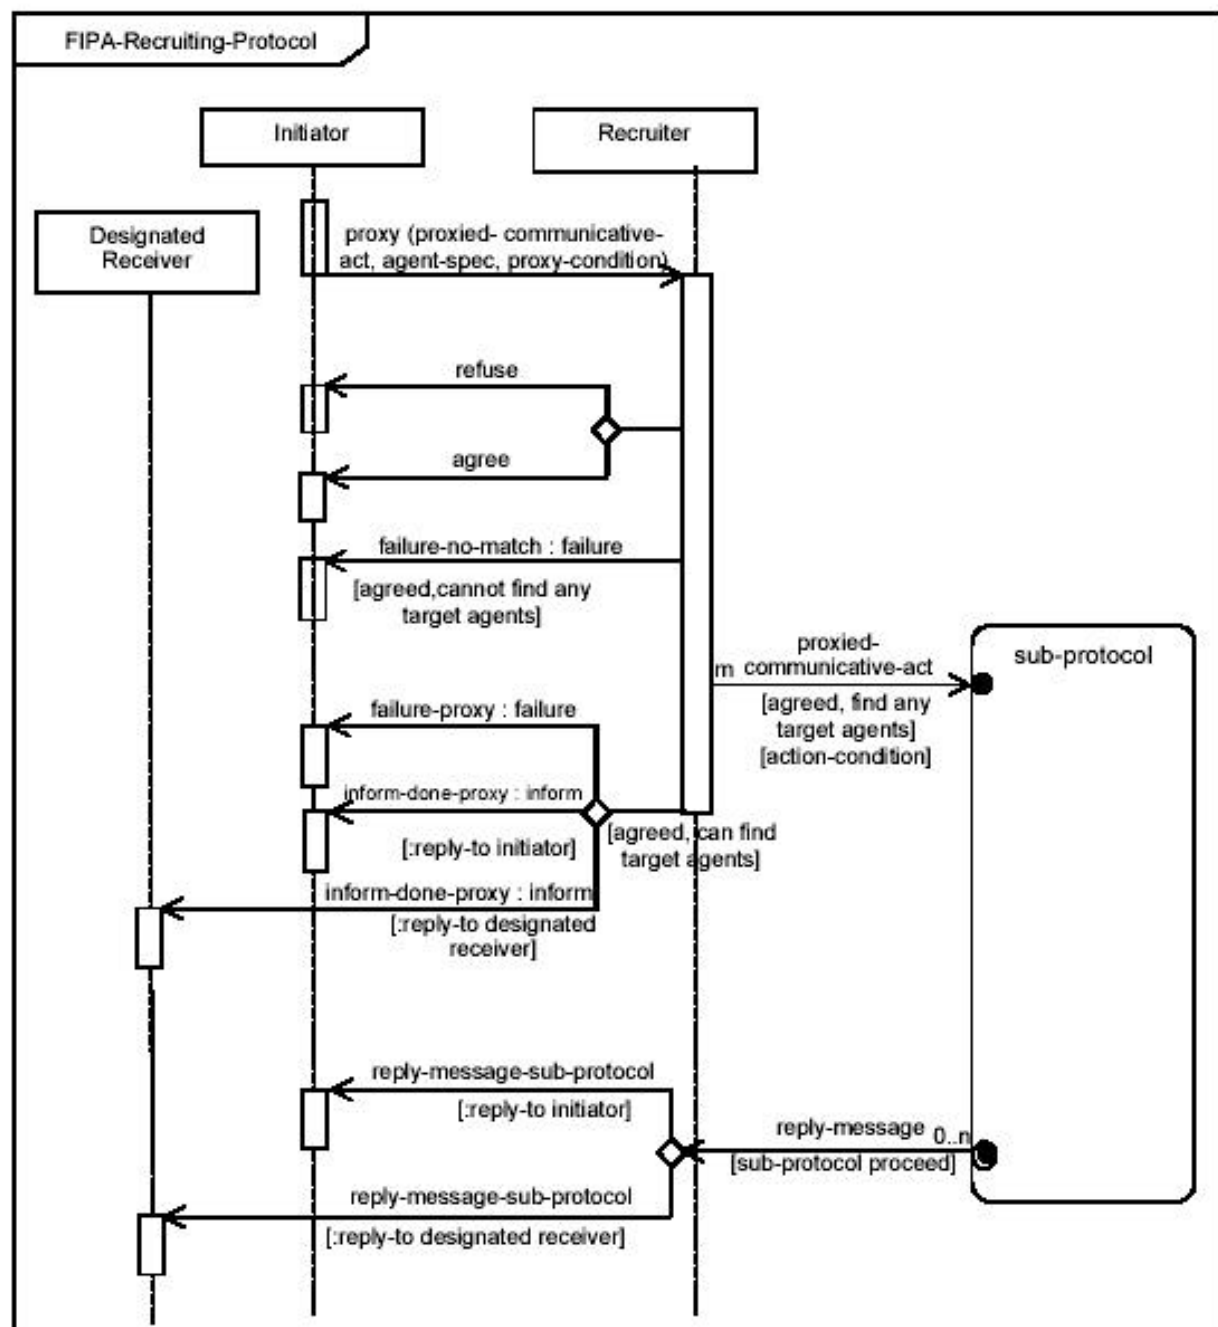 FIPA-Recruiting-Protocol
Initiator
Recruiter
Designated
Receiver
proxy (proxied- communicative-
act, agent-spec, proxy-condition)
refuse
agree
failure-no-match : failure
[agreed,cannot find any
target agents]
proxied-
m communicative-act
[agreed, find any
target agents]
[action-condition]
sub-protocol
failure-proxy : failure
inform-done-proxy : inform
[:reply-to initiator]
[agreed, can find
target agents]
inform-done-proxy : inform
[:reply-to designated
receiver]
reply-message-sub-protocol
[:reply-to initiator]
reply-message 0..n
[sub-protocol proceed]
reply-message-sub-protocol
[:reply-to designated receiver]